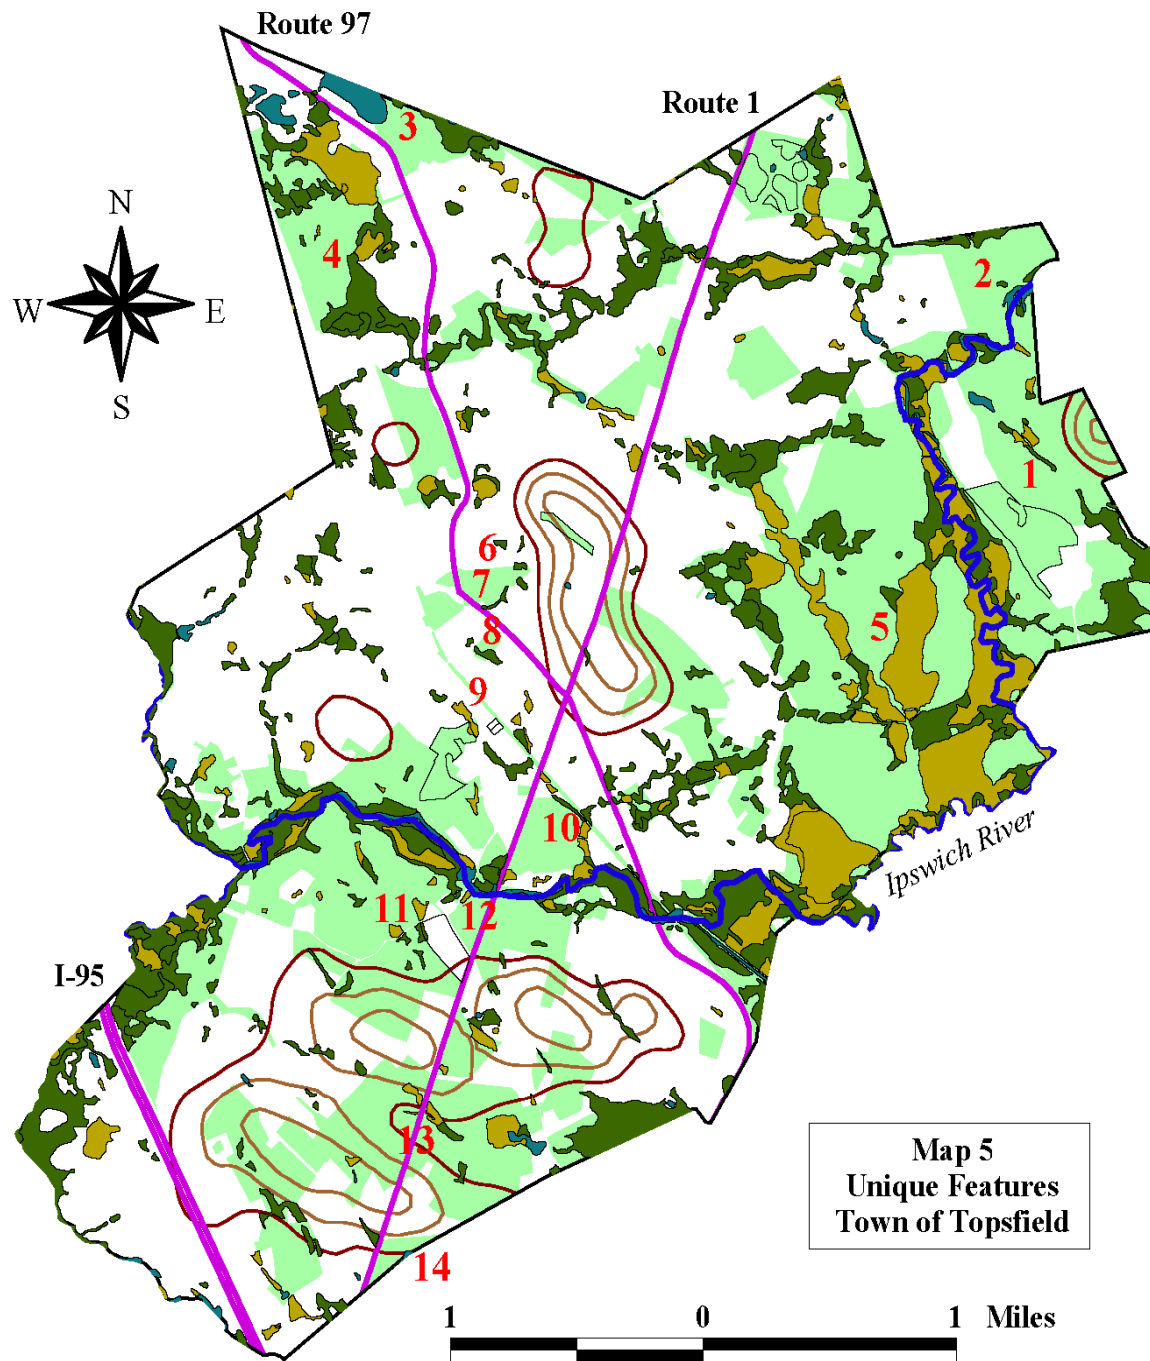 Route 97
Route 1
3
N
4
2
W
E
S
1
6
7
5
8
9
10
Ipswich River
11
12
I-95
13
Map 5
Unique Features
Town of Topsfield
14
1 0 1 Miles